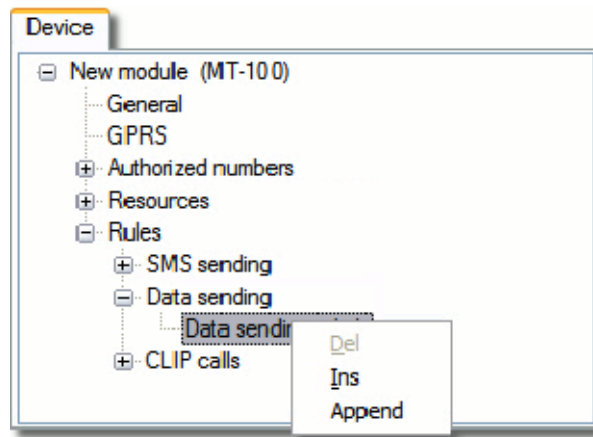 Device
New module (MT-100)
General
GPRS
Authorized numbers
Resources
Rules
SMS sending
Data sending
Data sending
CLIP calls
Del
Ins
Append